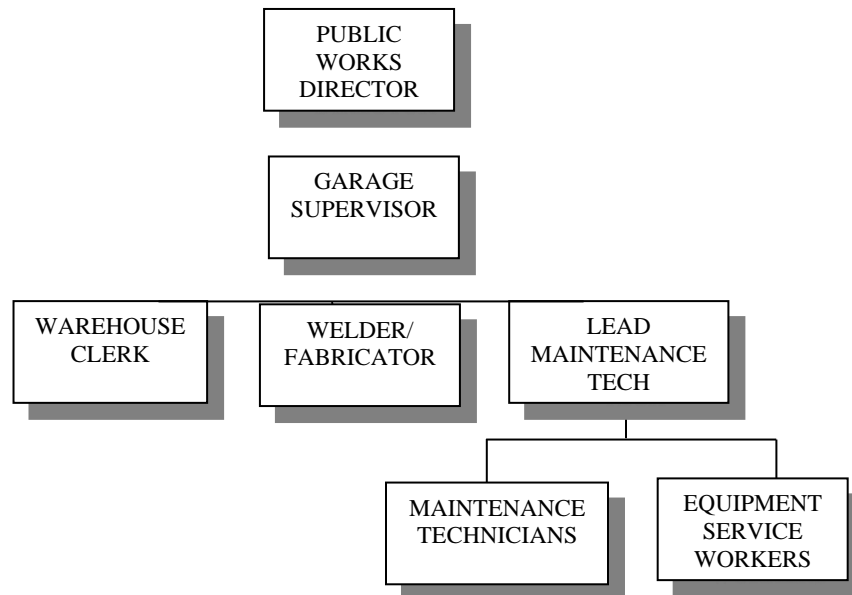 PUBLIC
WORKS
DIRECTOR
GARAGE
SUPERVISOR
WAREHOUSE
CLERK
WELDER/
FABRICATOR
LEAD
MAINTENANCE
TECH
MAINTENANCE
TECHNICIANS
EQUIPMENT
SERVICE
WORKERS